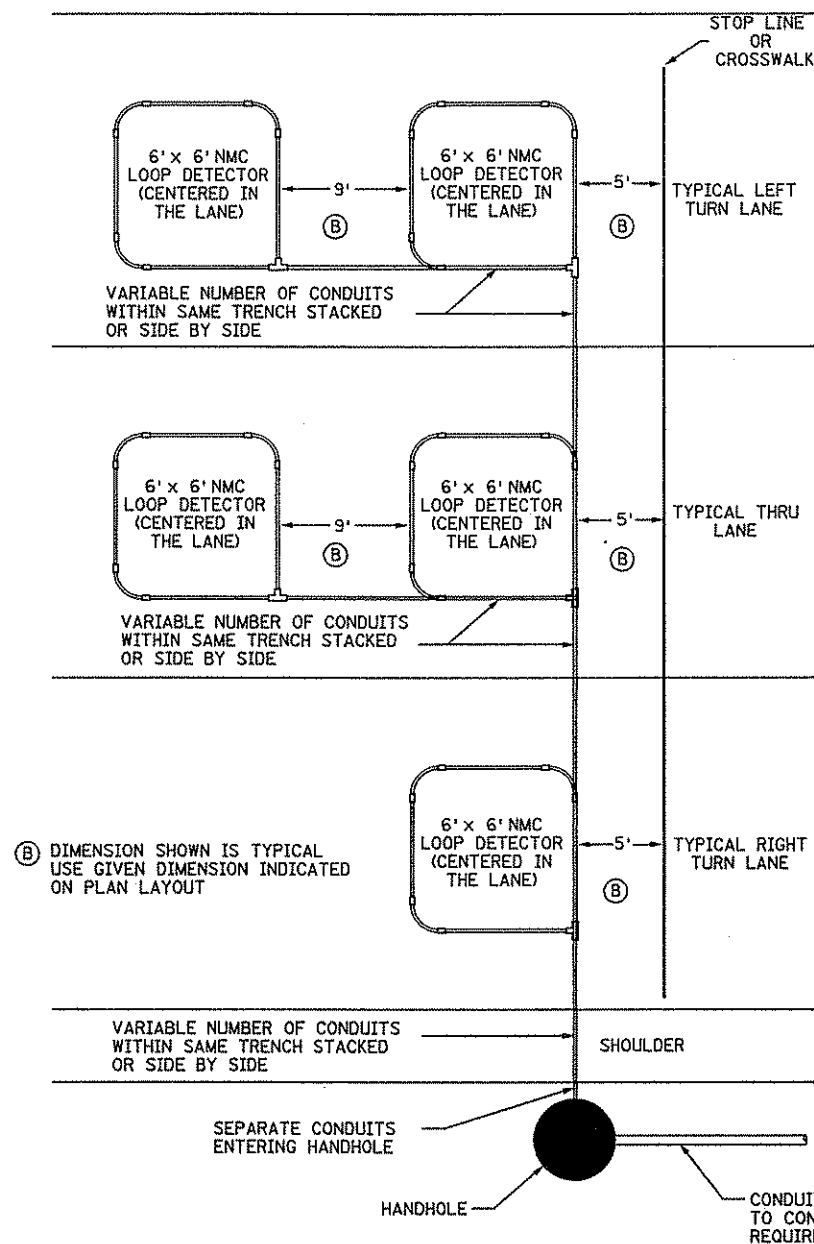 STOP LINE
OR
CROSSWALK
6' x 6' NMC
LOOP DETECTOR
(CENTERED IN
THE LANE)
9'
B
6' x 6' NMC
LOOP DETECTOR
(CENTERED IN
THE LANE)
5'
B
TYPICAL LEFT
TURN LANE
VARIABLE NUMBER OF CONDUITS
WITHIN SAME TRENCH STACKED
OR SIDE BY SIDE
6' x 6' NMC
LOOP DETECTOR
(CENTERED IN
THE LANE)
9'
B
6' x 6' NMC
LOOP DETECTOR
(CENTERED IN
THE LANE)
5'
B
TYPICAL THRU
LANE
VARIABLE NUMBER OF CONDUITS
WITHIN SAME TRENCH STACKED
OR SIDE BY SIDE
6' x 6' NMC
LOOP DETECTOR
(CENTERED IN
THE LANE)
5'
B
TYPICAL RIGHT
TURN LANE
B DIMENSION SHOWN IS TYPICAL
USE GIVEN DIMENSION INDICATED
ON PLAN LAYOUT
VARIABLE NUMBER OF CONDUITS
WITHIN SAME TRENCH STACKED
OR SIDE BY SIDE
SHOULDER
SEPARATE CONDUITS
ENTERING HANDHOLE
HANDHOLE
TO